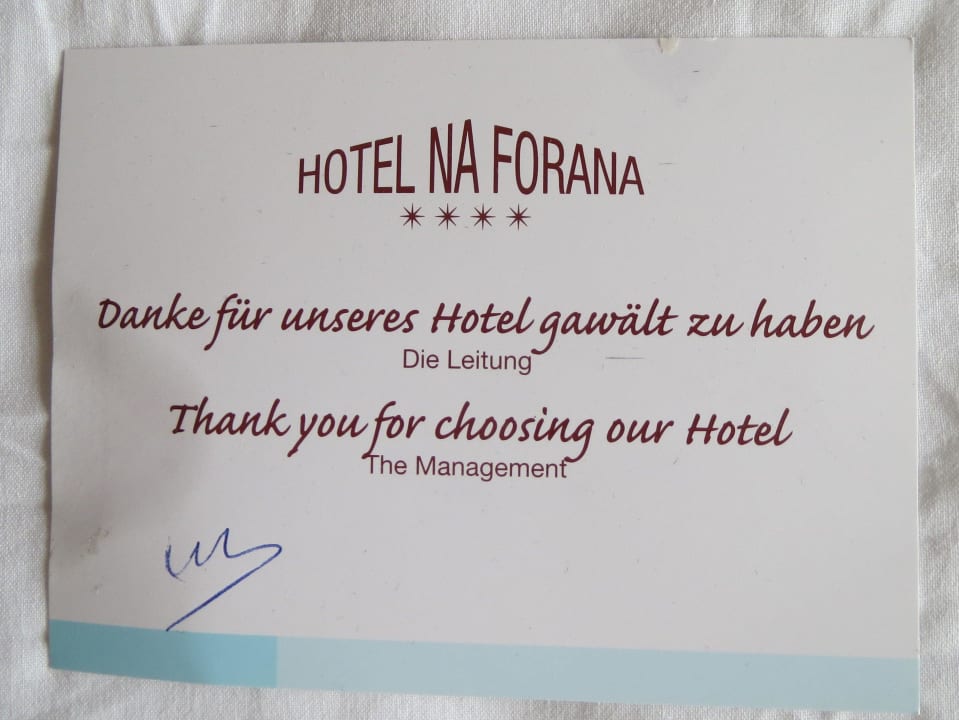 HOTEL NA FORANA
Danke für unseres Hotel gawält zu haben
Die Leitung
Thank you for choosing our Hotel
The Management